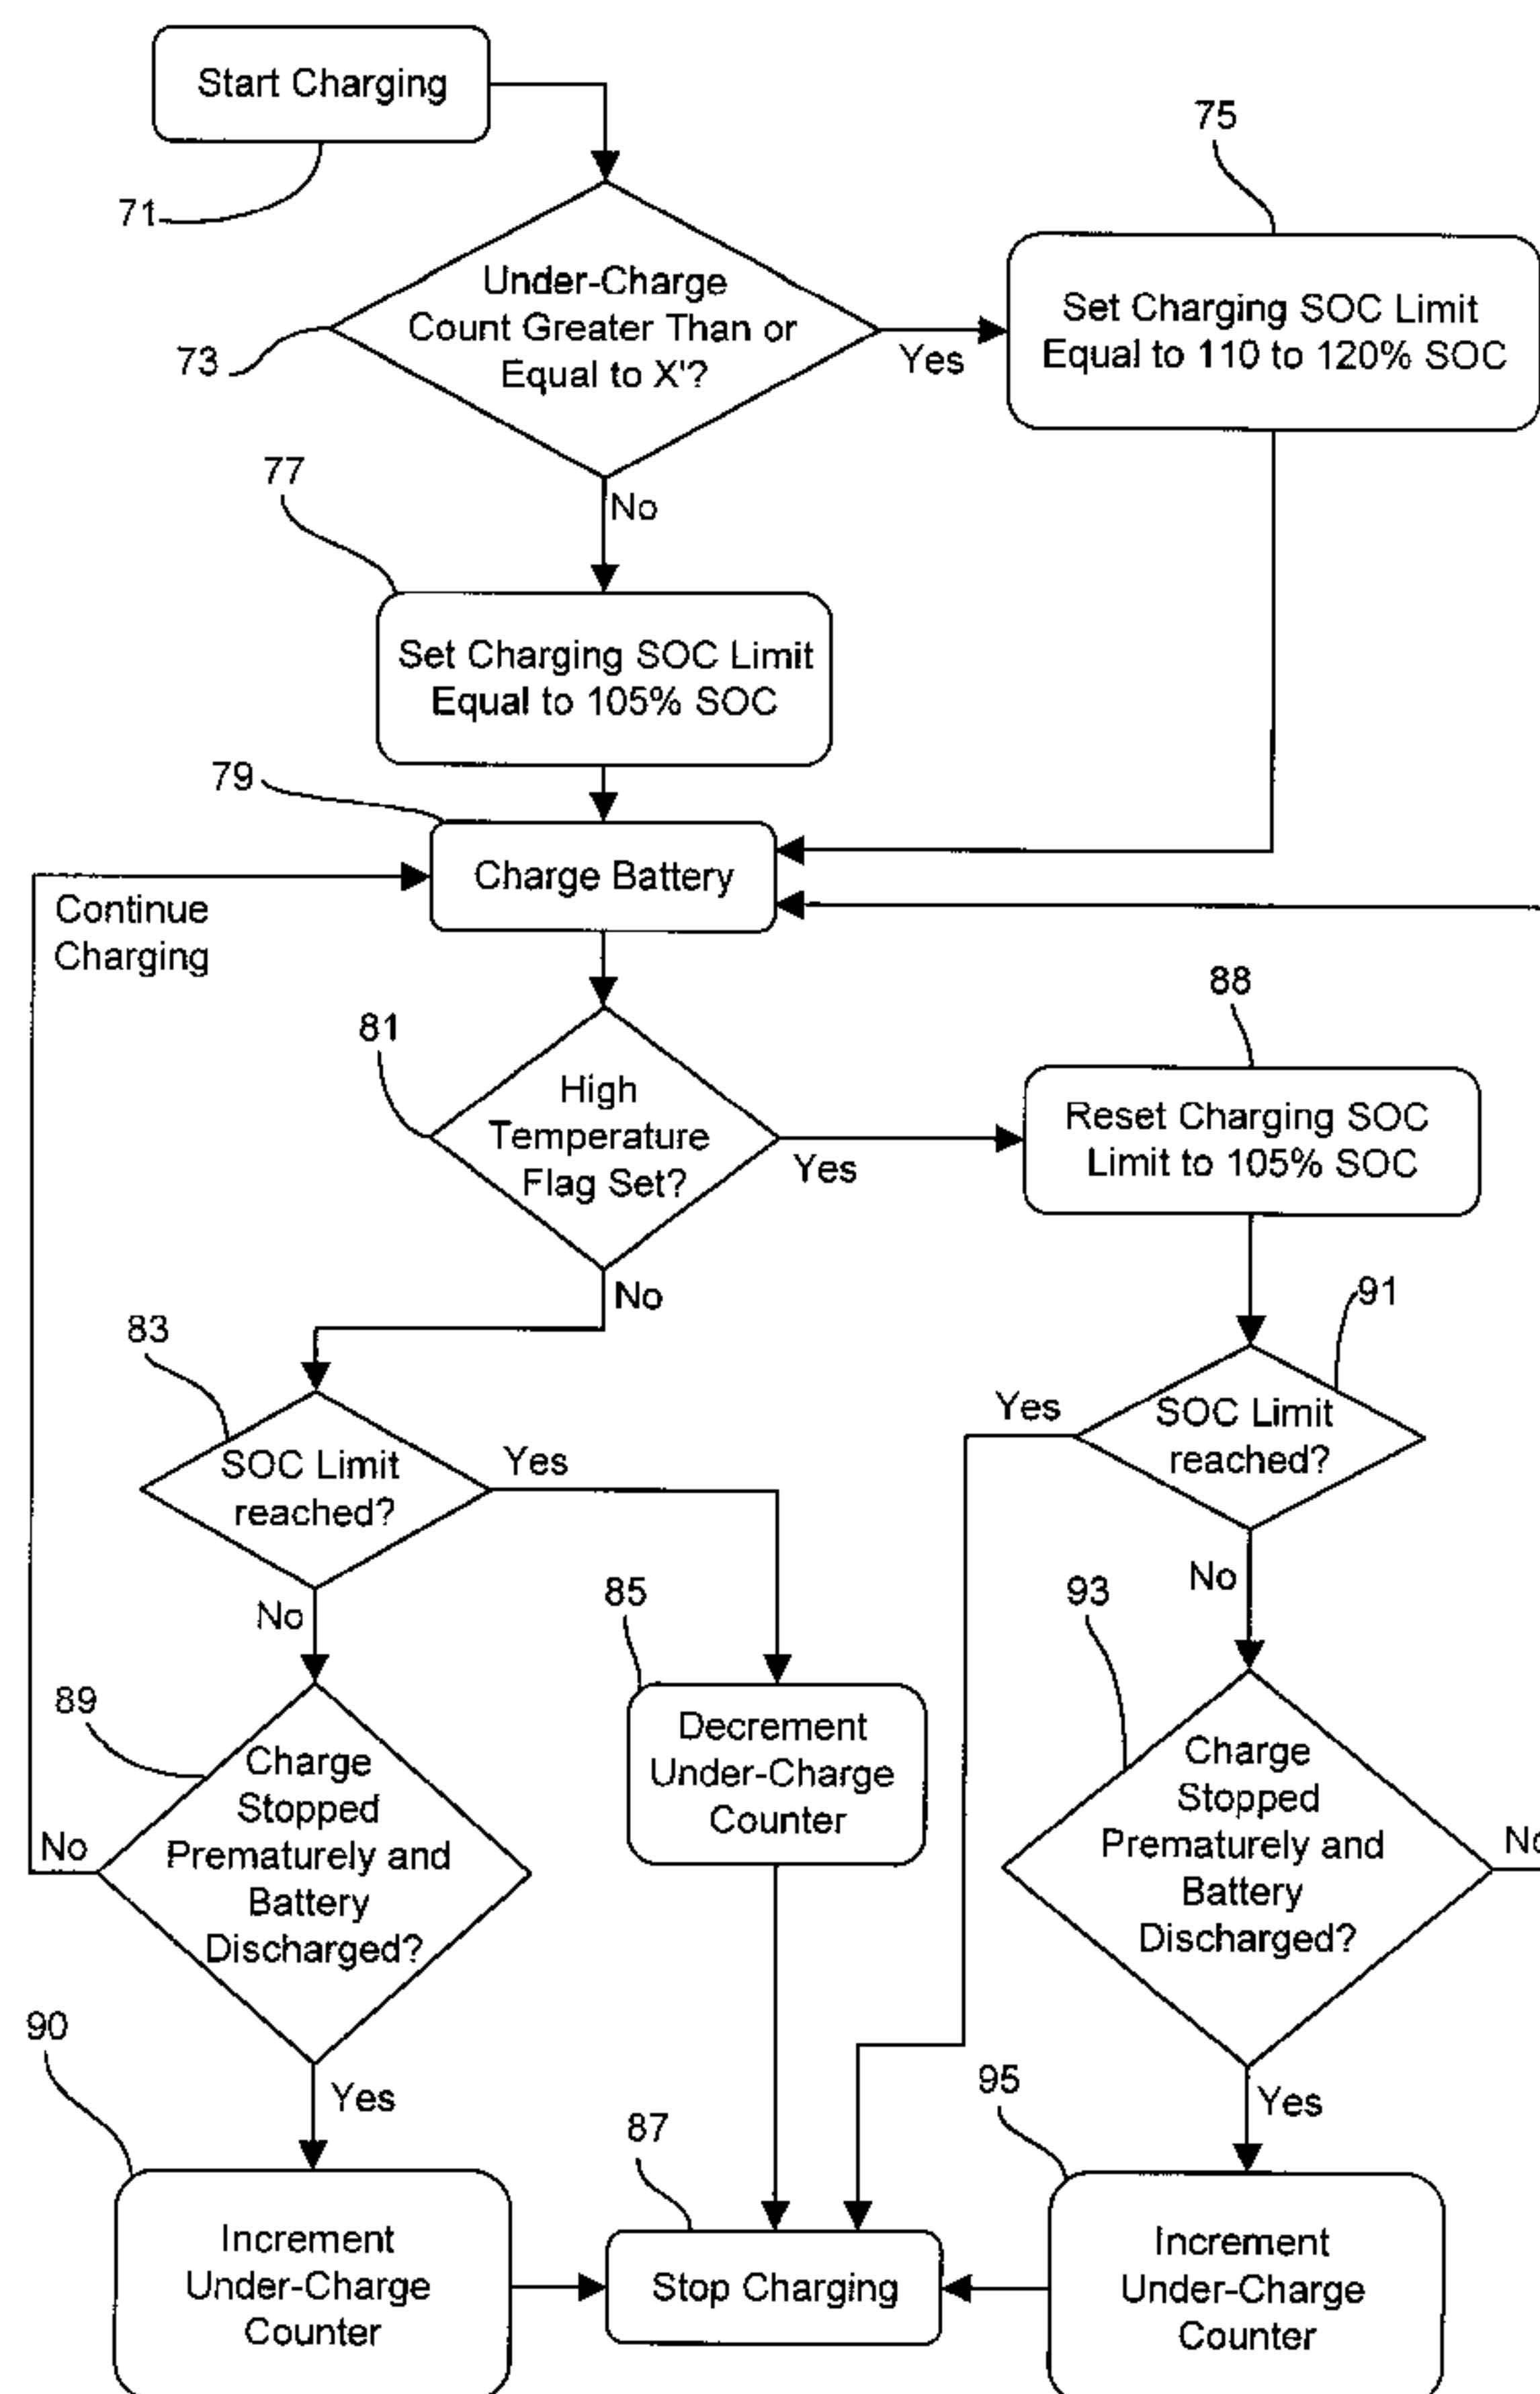 Start Charging
71
75
Under-Charge
Count Greater Than or
Equal to X'?
73
Yes
Set Charging SOC Limit
Equal to 110 to 120% SOC
77
No
Set Charging SOC Limit
Equal to 105% SOC
79
Charge Battery
Continue
Charging
81
88
High
Temperature
Flag Set?
Yes
Reset Charging SOC
Limit to 105% SOC
No
83
91
SOC Limit
reached?
Yes
Yes
SOC Limit
reached?
No
No
85
93
89
Charge
Stopped
Prematurely and
Battery
Discharged?
No
Decrement
Under-Charge
Counter
Charge
Stopped
Prematurely and
Battery
Discharged?
No
90
Yes
87
95
Yes
Increment
Under-Charge
Counter
Stop Charging
Increment
Under-Charge
Counter